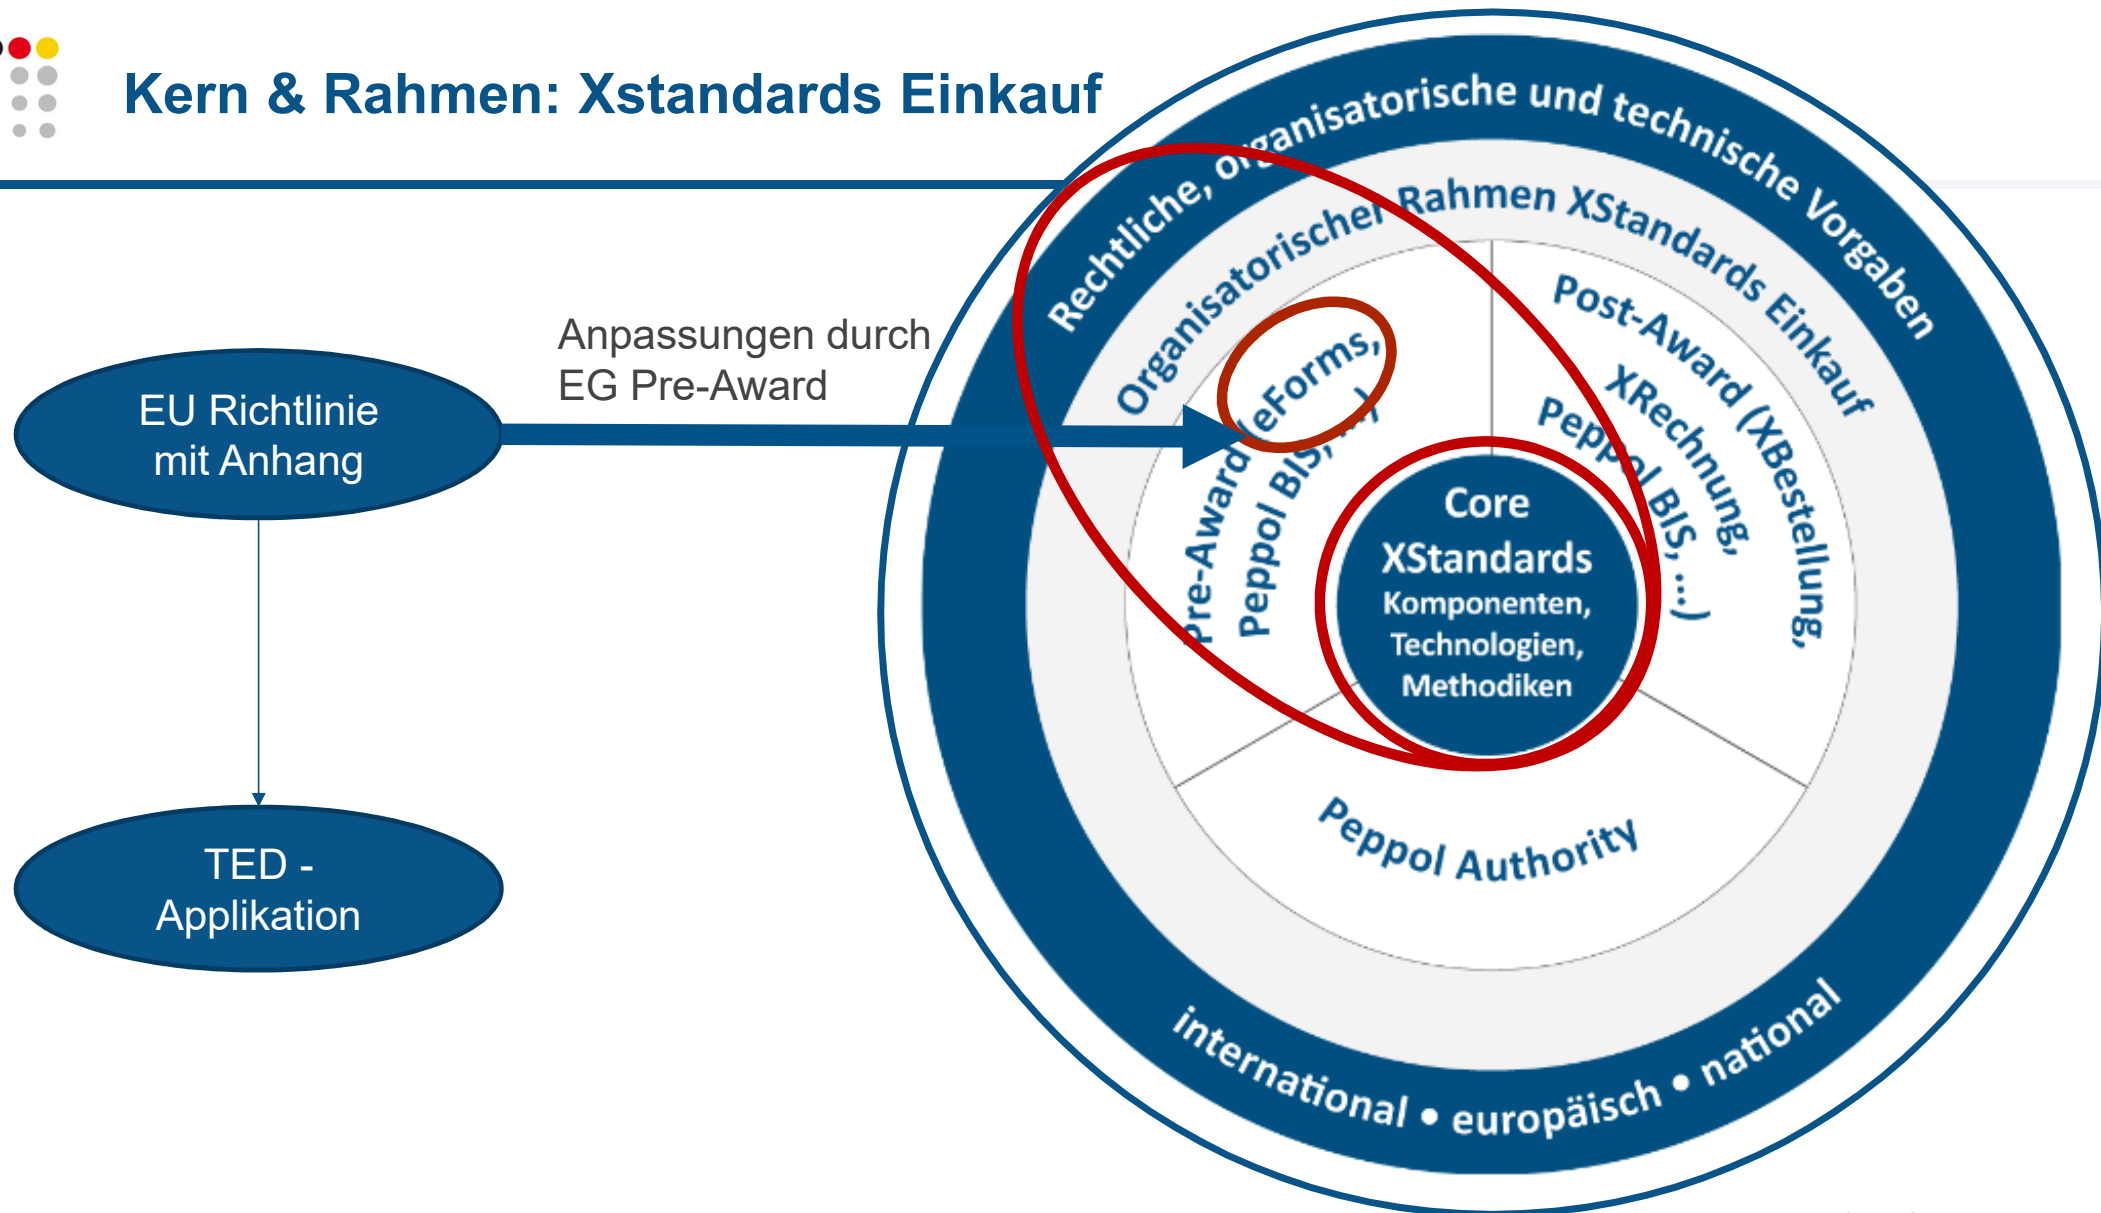 Kern & Rahmen: Xstandards Einkauf
Rechtliche, organisatorische und technische Vorgaben
Organisatorischer Rahmen XStandards Einkauf
Anpassungen durch
EG Pre-Award
EU Richtlinie
mit Anhang
Pre-Award (eForms,
Peppol BIS, ...)
Post-Award (XBestellung,
XRechnung,
Peppol BIS, ...)
Core
XStandards
Komponenten,
Technologien,
Methodiken
Peppol Authority
TED -
Applikation
international • europäisch • national